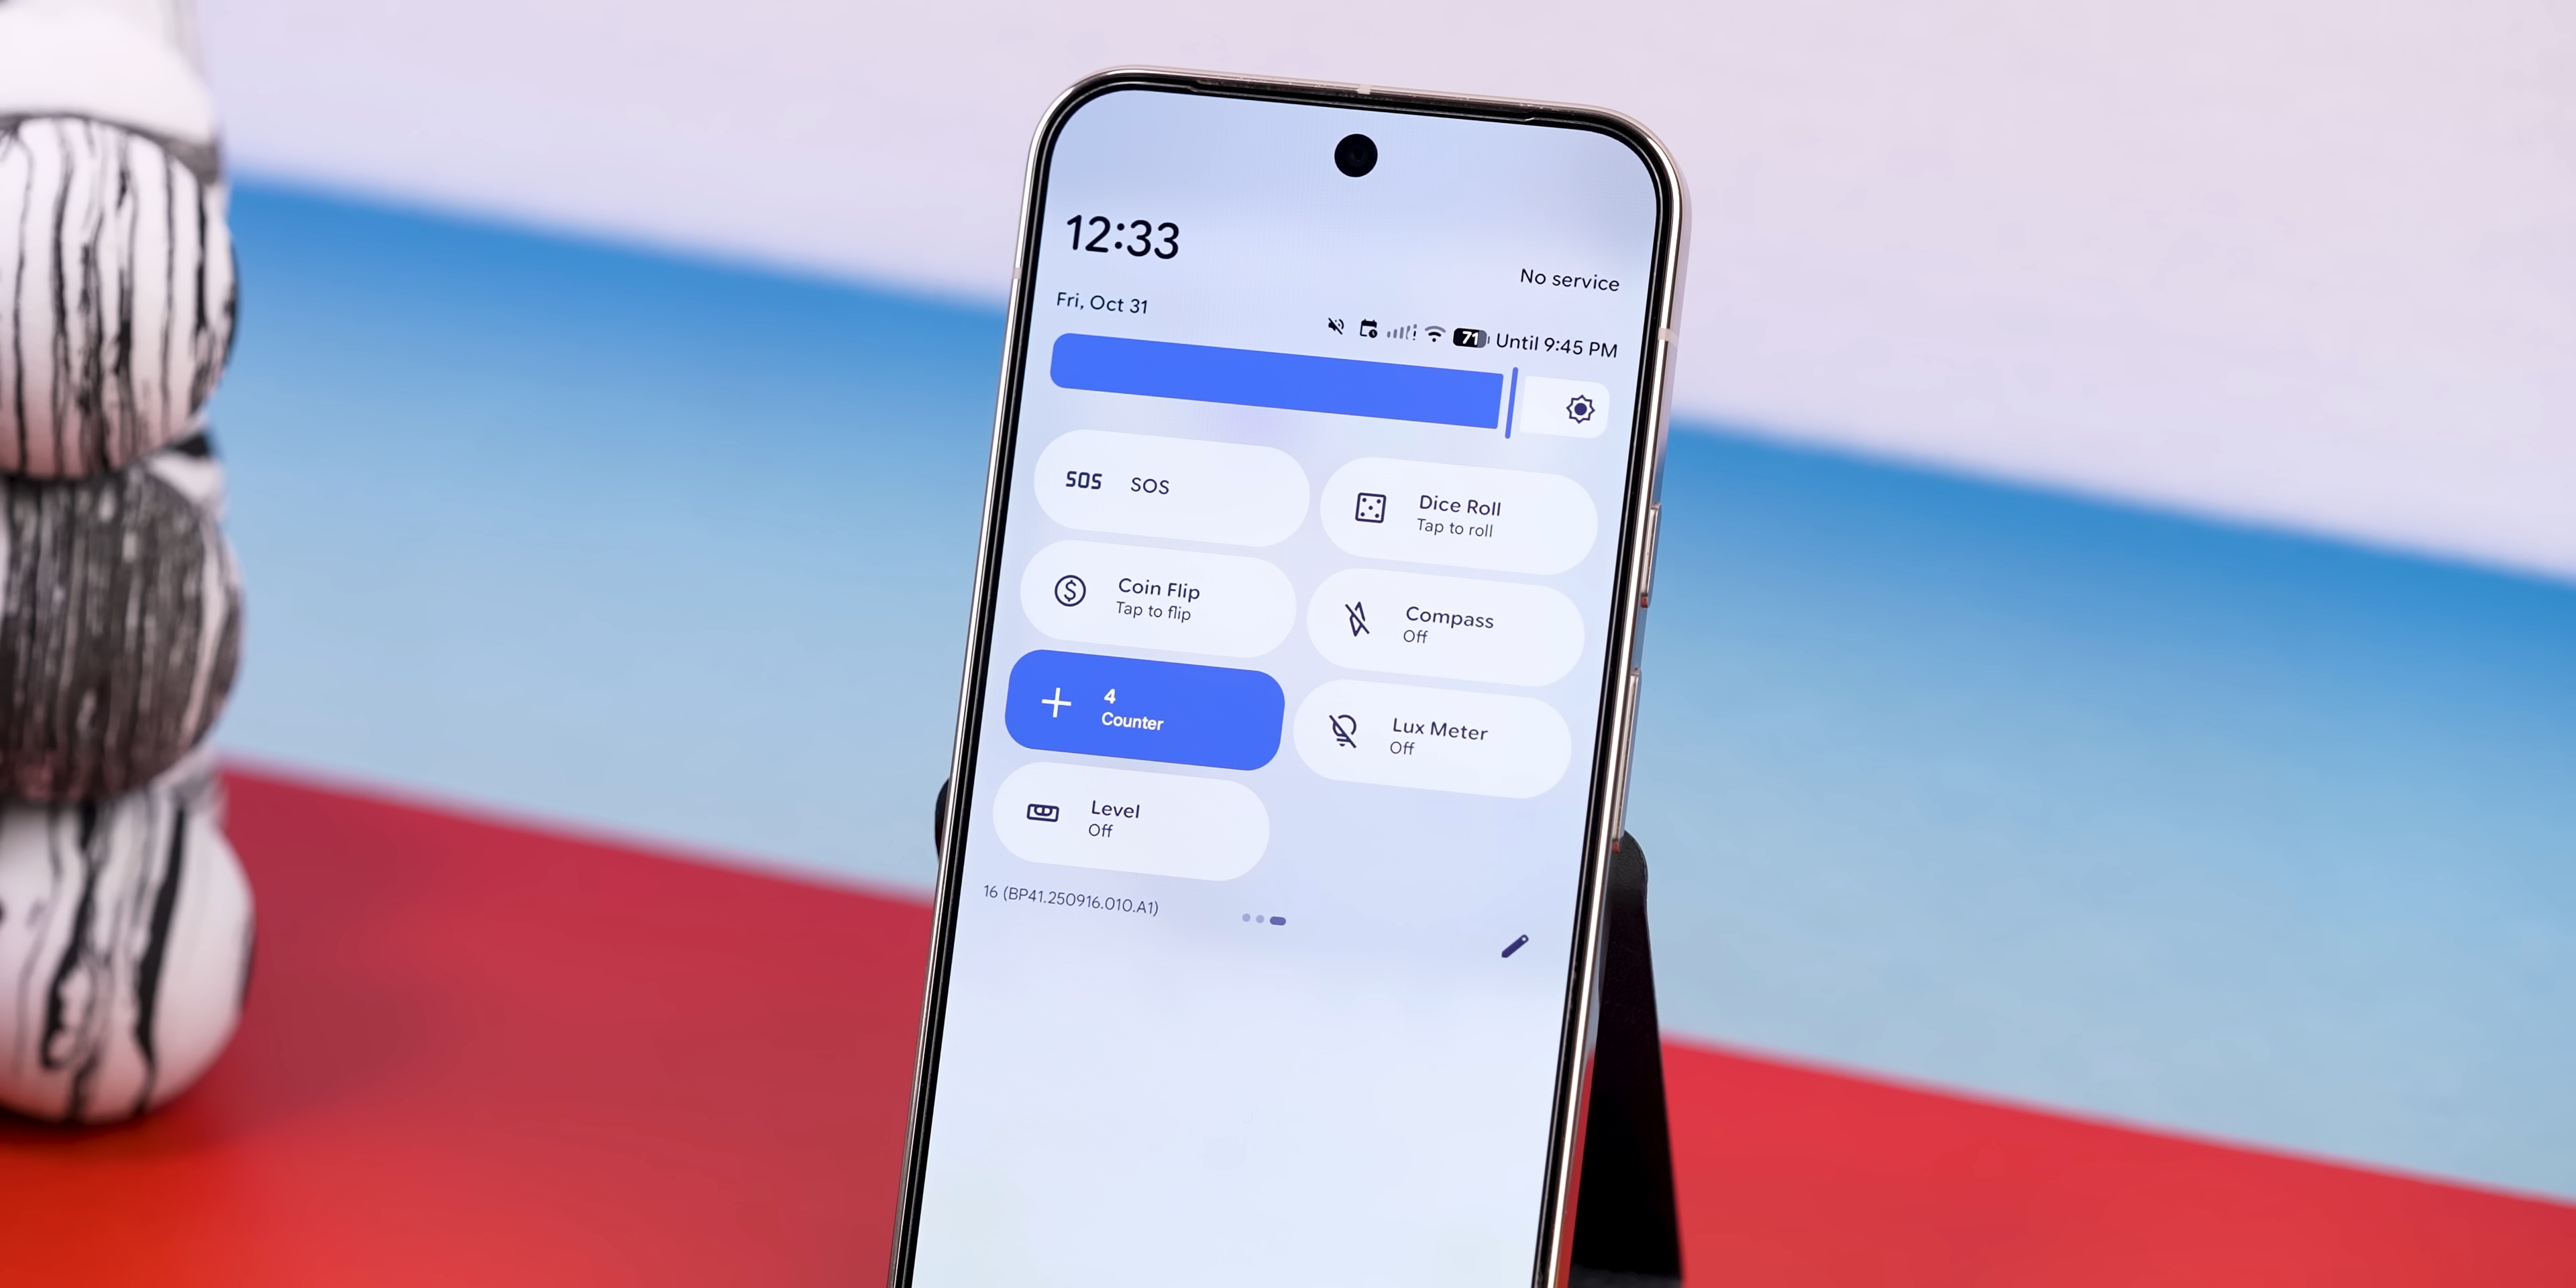 12:33
No service
Fri, Oct 31
71 Until 9:45 PM
SOS SOS
Dice Roll
Tap to roll
Coin Flip
Tap to flip
Compass
Off
4
Counter
Lux Meter
Off
Level
Off
16 (BP41.250916.010.A1)